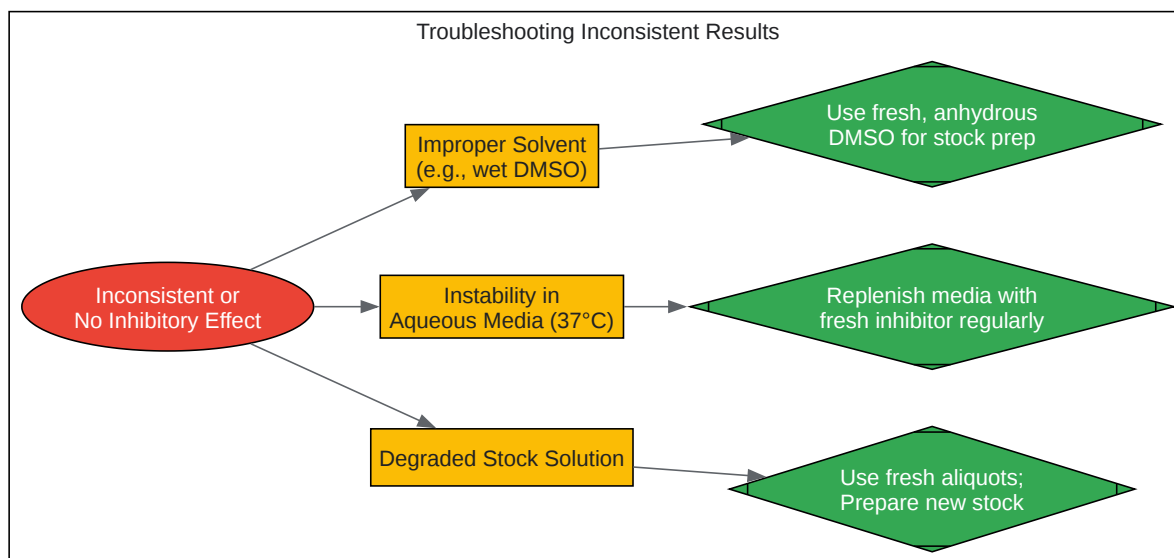 Troubleshooting Inconsistent Results
Inconsistent or
No Inhibitory Effect
Improper Solvent
(e.g., wet DMSO)
Use fresh, anhydrous
DMSO for stock prep
Instability in
Aqueous Media (37°C)
Replenish media with
fresh inhibitor regularly
Degraded Stock Solution
Use fresh aliquots;
Prepare new stock